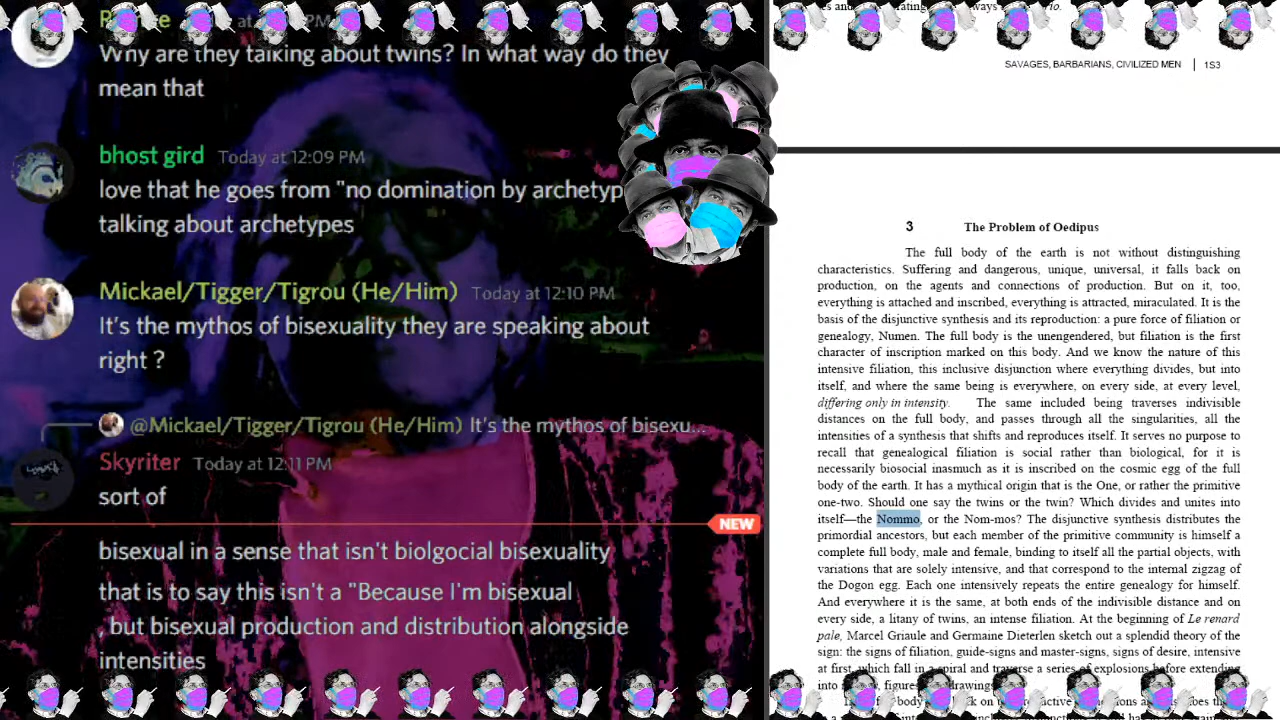 at PM
Why are they talking about twins? In what way do they
mean that
bhost gird Today at 12:09 PM
love that he goes from "no domination by archetyp
talking about archetypes
Mickael/Tigger/Tigrou (He/Him) Today at 12:10 PM
It's the mythos of bisexuality they are speaking about
right ?
@Mickael/Tigger/Tigrou (He/Him) It's the mythos of bisexu...
Skyriter Today at 12:11 PM
sort of
NEW
bisexual in a sense that isn't biolgocial bisexuality
that is to say this isn't a "Because I'm bisexual
, but bisexual production and distribution alongside
intensities
SAVAGES, BARBARIANS, CIVILIZED MEN | 1S3
3 The Problem of Oedipus
The full body of the earth is not without distinguishing
characteristics. Suffering and dangerous, unique, universal, it falls back on
production, on the agents and connections of production. But on it, too,
everything is attached and inscribed, everything is attracted, miraculated. It is the
basis of the disjunctive synthesis and its reproduction: a pure force of filiation or
genealogy, Numen. The full body is the unengendered, but filiation is the first
character of inscription marked on this body. And we know the nature of this
intensive filiation, this inclusive disjunction where everything divides, but into
itself, and where the same being is everywhere, on every side, at every level,
differing only in intensity. The same included being traverses indivisible
distances on the full body, and passes through all the singularities, all the
intensities of a synthesis that shifts and reproduces itself. It serves no purpose to
recall that genealogical filiation is social rather than biological, for it is
necessarily biosocial inasmuch as it is inscribed on the cosmic egg of the full
body of the earth. It has a mythical origin that is the One, or rather the primitive
one-two. Should one say the twins or the twin? Which divides and unites into
itself—the Nommo, or the Nom-mos? The disjunctive synthesis distributes the
primordial ancestors, but each member of the primitive community is himself a
complete full body, male and female, binding to itself all the partial objects, with
variations that are solely intensive, and that correspond to the internal zigzag of
the Dogon egg. Each one intensively repeats the entire genealogy for himself.
And everywhere it is the same, at both ends of the indivisible distance and on
every side, a litany of twins, an intense filiation. At the beginning of Le renard
pale, Marcel Griaule and Germaine Dieterlen sketch out a splendid theory of the
sign: the signs of filiation, guide-signs and master-signs, signs of desire, intensive
at first, which fall in a spiral and traverse a series of explosions before extending
into figures drawings